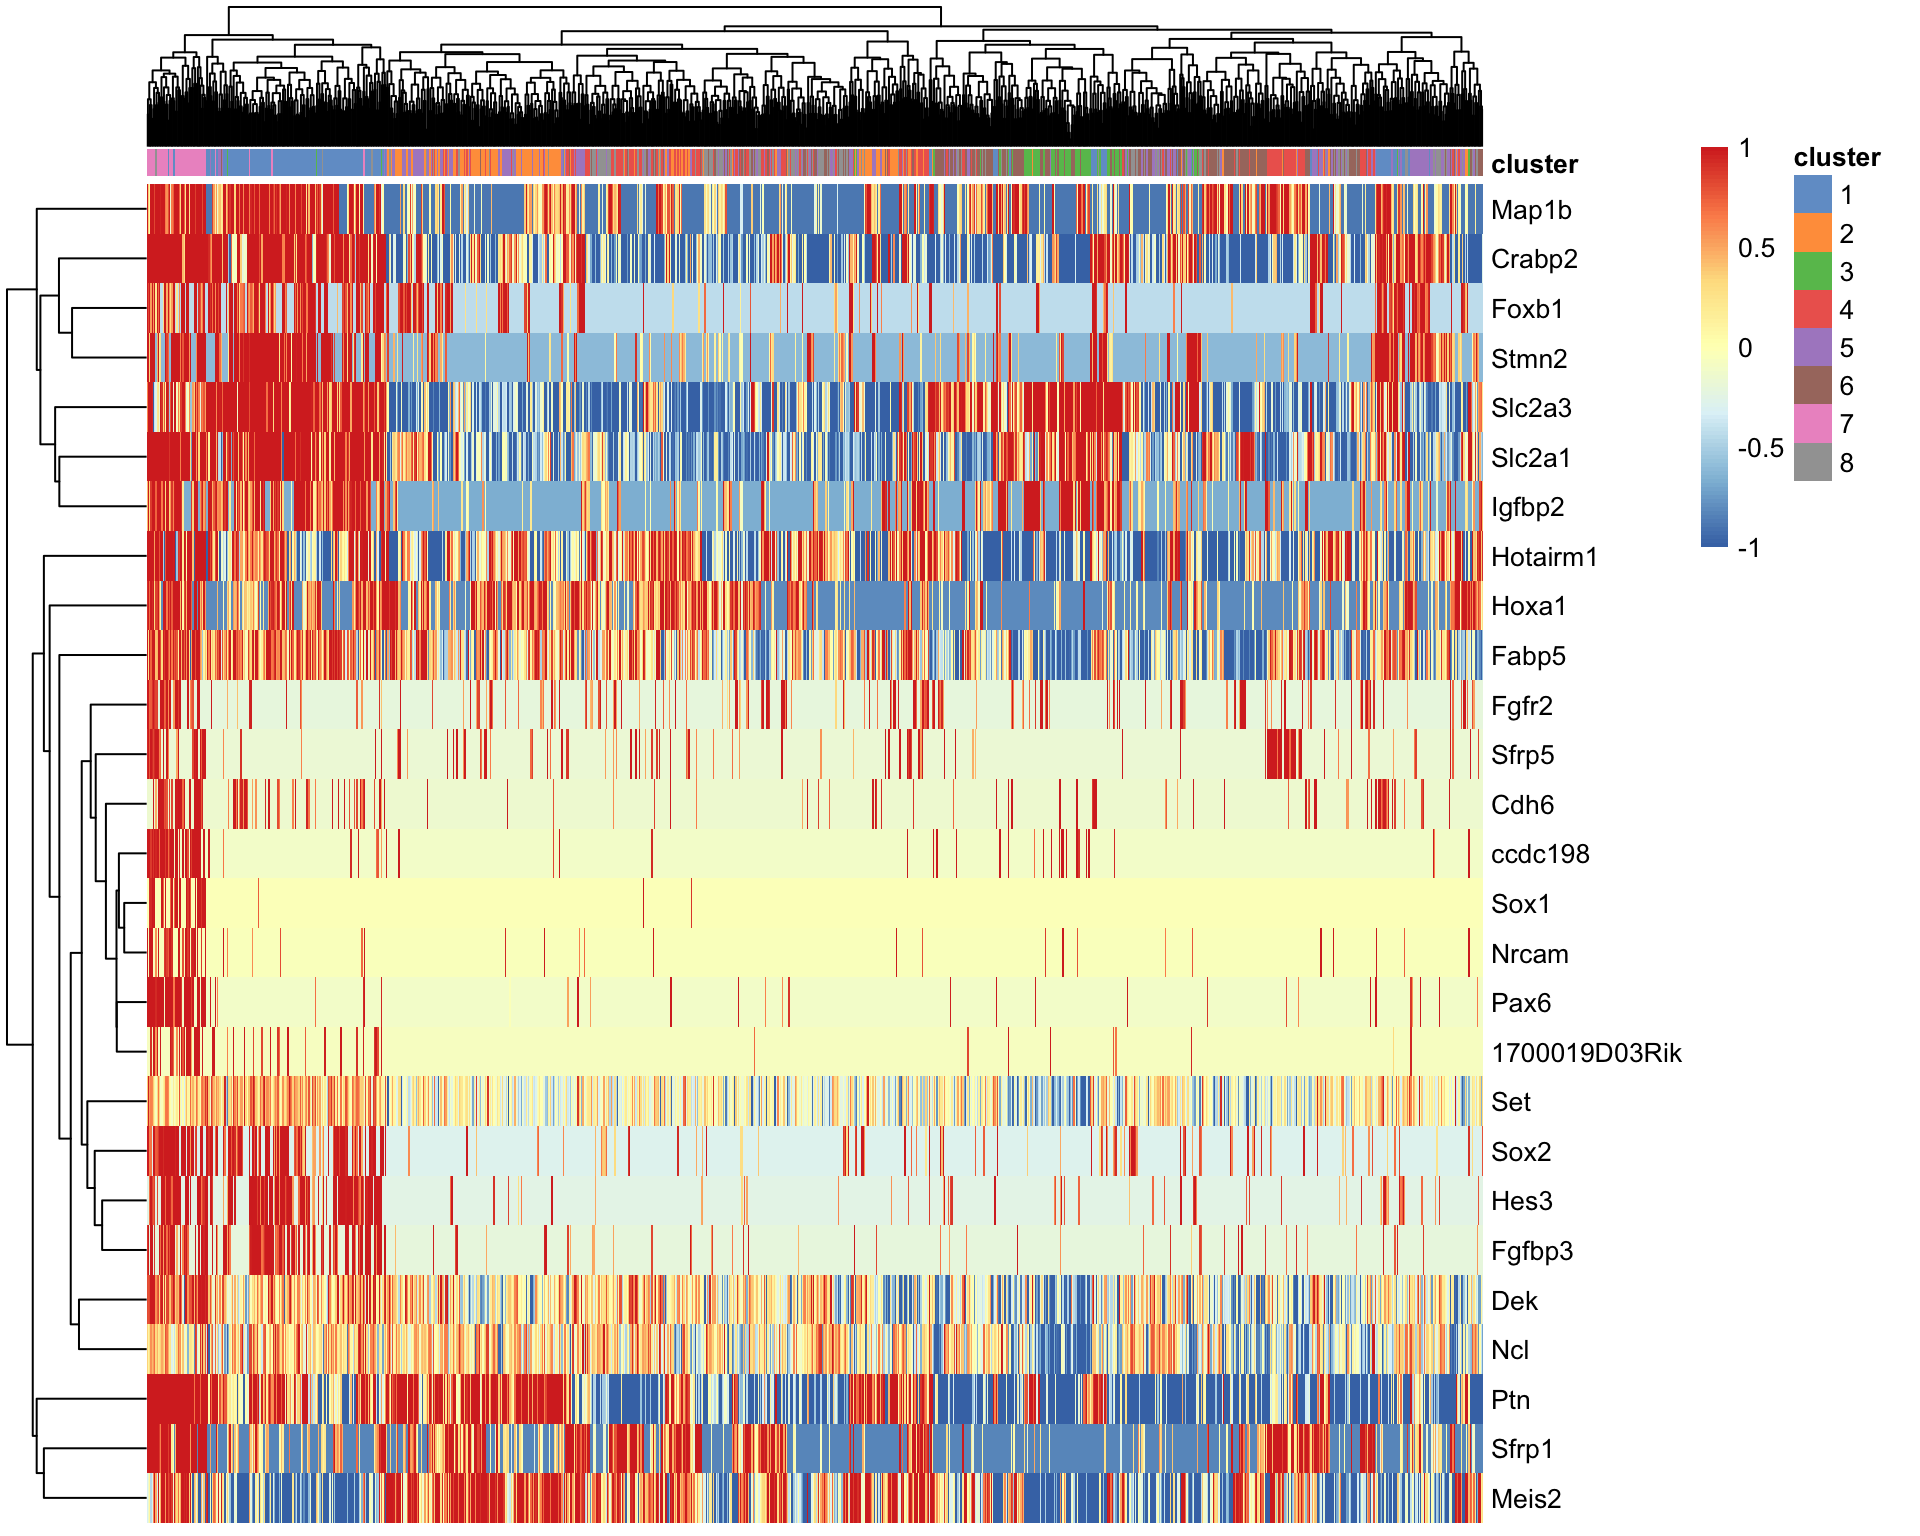 cluster
Map1b
Crabp2
Foxb1
Stmn2
Slc2a3
Slc2a1
Igfbp2
Hotairm1
Hoxa1
Fabp5
Fgfr2
Sfrp5
Cdh6
ccdc198
Sox1
Nrcam
Pax6
1700019D03Rik
Set
Sox2
Hes3
Fgfbp3
Dek
Ncl
Ptn
Sfrp1
Meis2
1
0.5
0
-0.5
-1
cluster
1
2
3
4
5
6
7
8